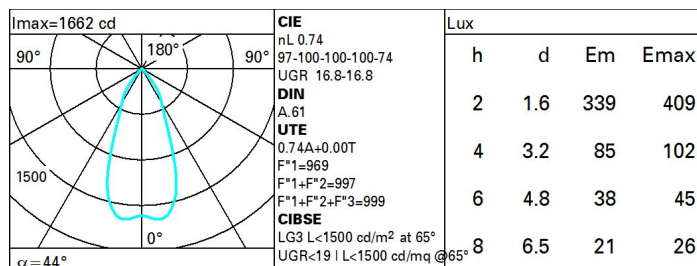 Imax=1662 cd
90° 180° 90°
1500
0°
α=44°
CIE
nL 0.74
97-100-100-100-74
UGR 16.8-16.8
DIN
A.61
UTE
0.74A+0.00T
F"1=969
F"1+F"2=997
F"1+F"2+F"3=999
CIBSE
LG3 L<1500 cd/m² at 65°
UGR<19 | L<1500 cd/mq @65°
Lux
h d Em Emax
2 1.6 339 409
4 3.2 85 102
6 4.8 38 45
8 6.5 21 26